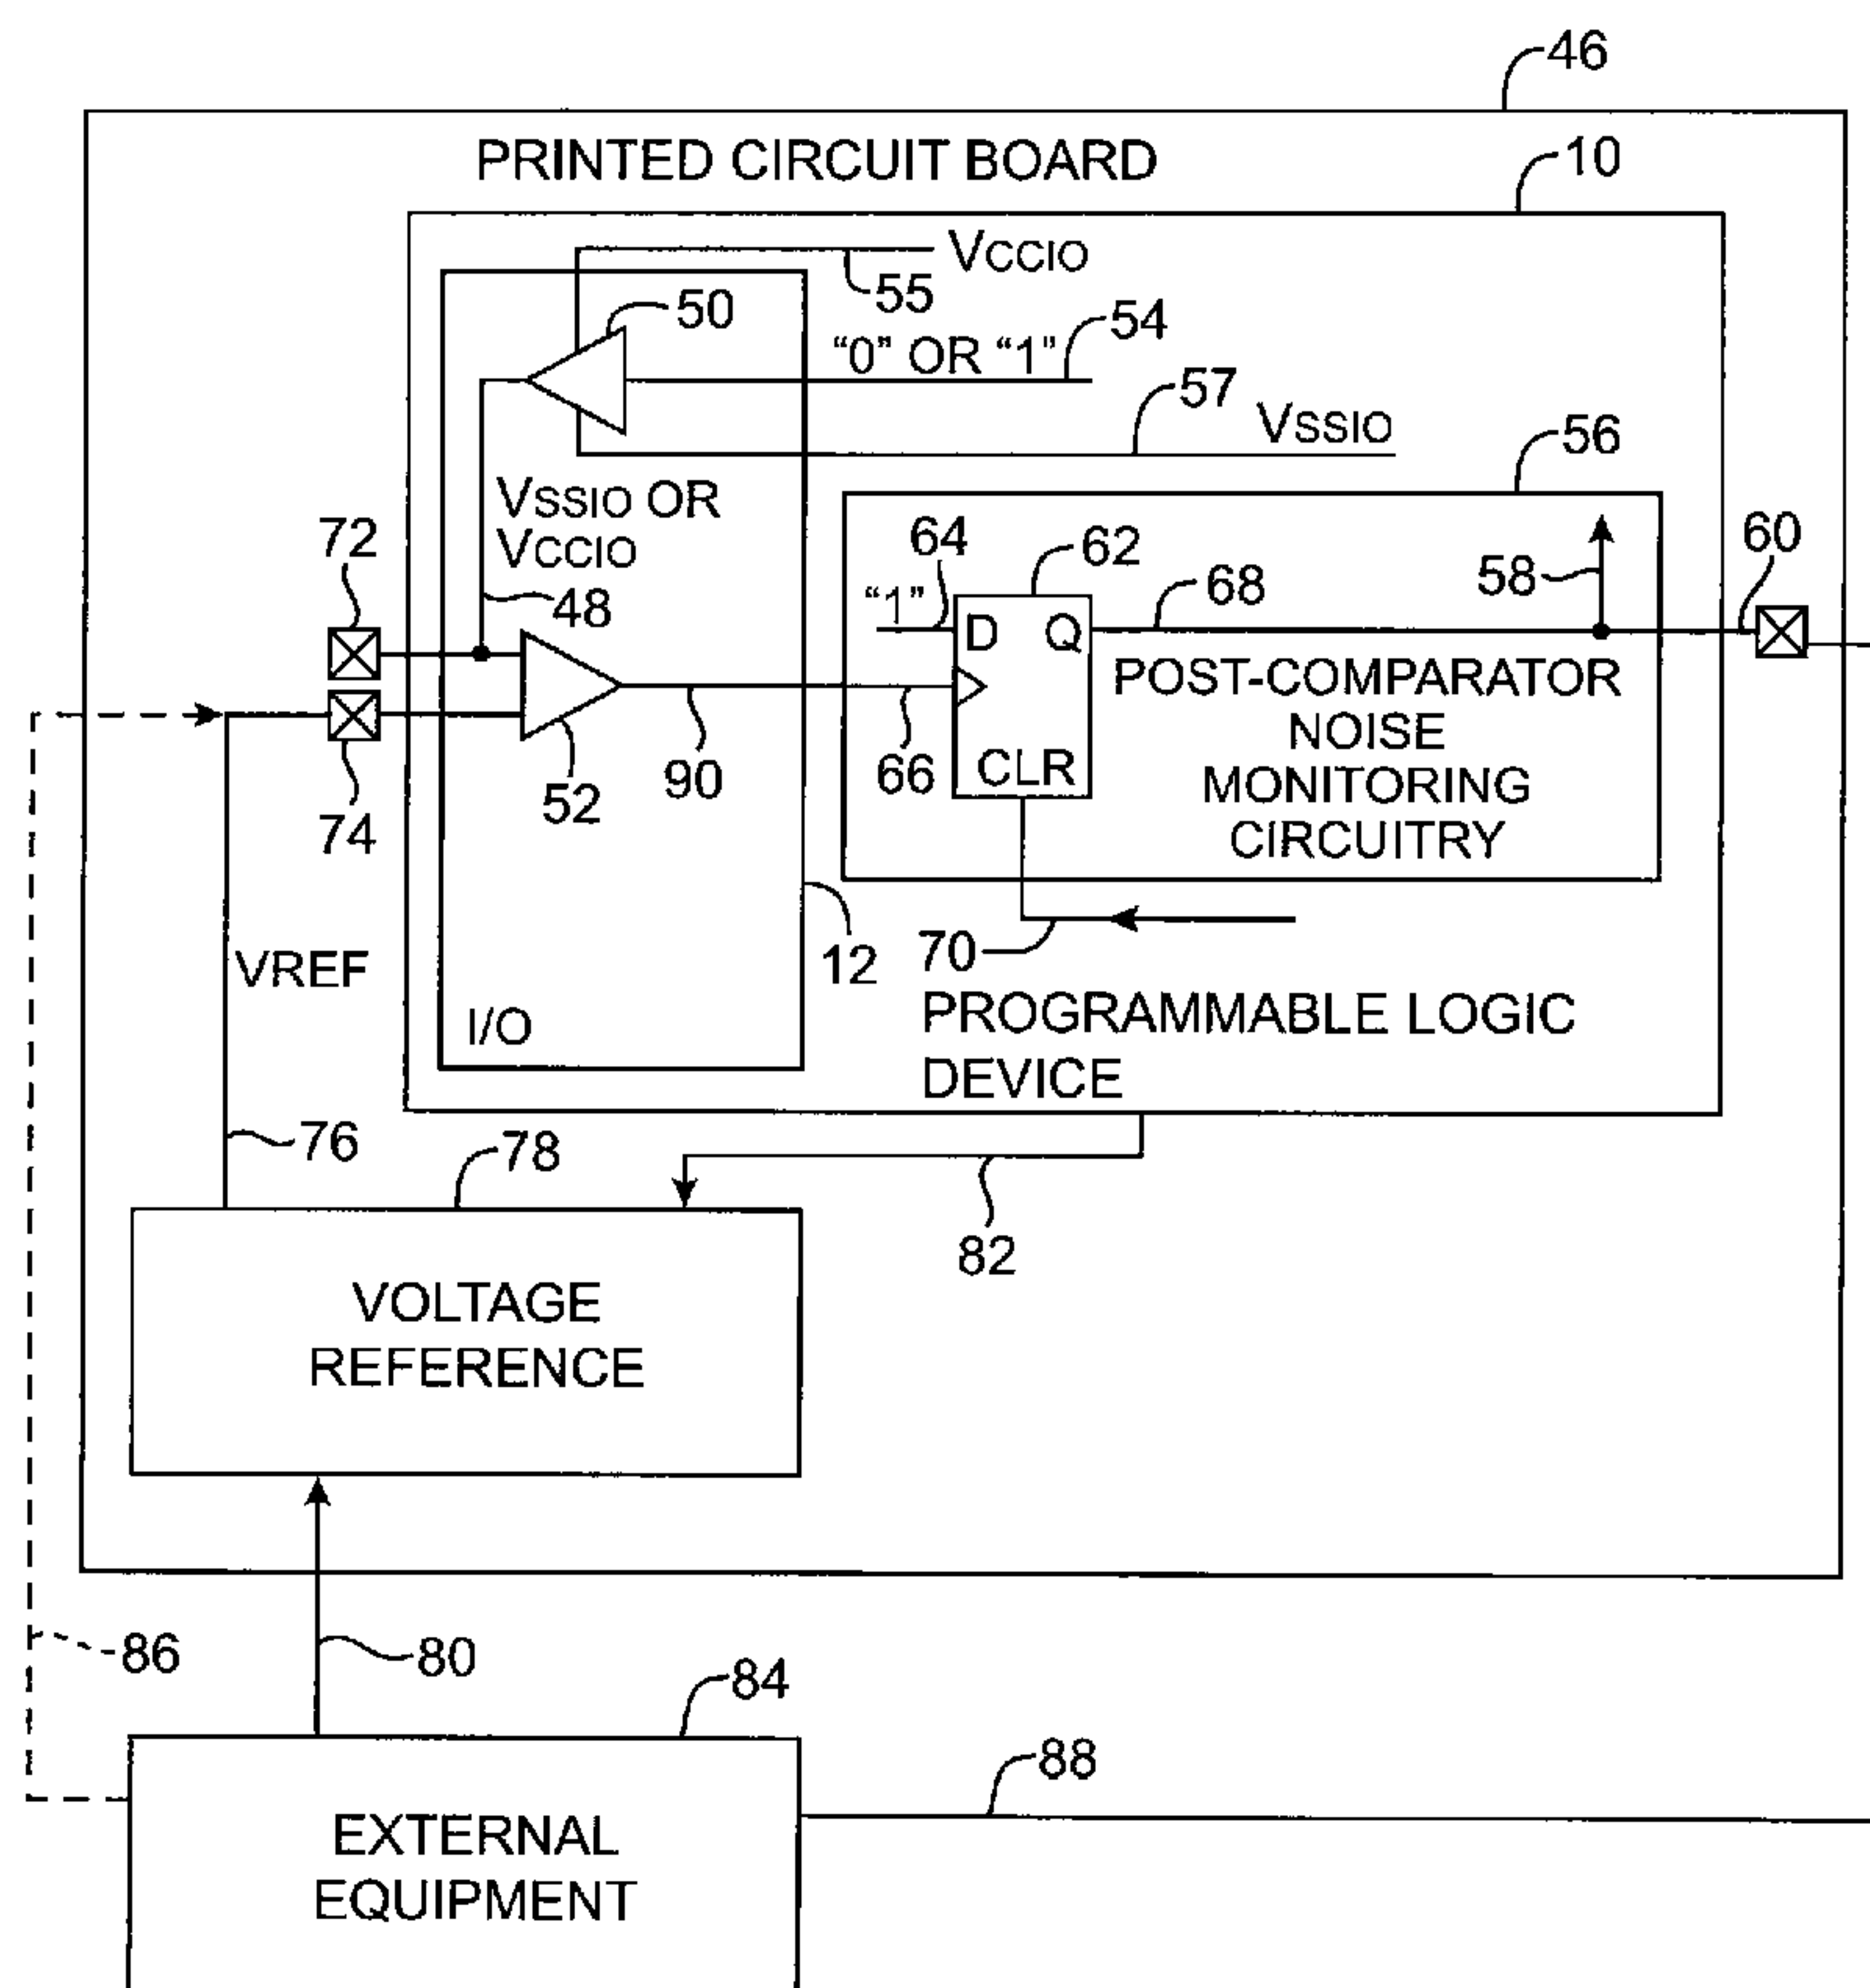 46
PRINTED CIRCUIT BOARD
10
VCCIO
55
50
54
“0” OR “1”
57
VSSIO
56
VSSIO OR
VCCIO
72
64
62
60
“1”
68
58
48
D Q
POST-COMPARATOR
NOISE
MONITORING
CIRCUITRY
52
90
66
CLR
74
12
70
VREF
I/O
PROGRAMMABLE LOGIC
DEVICE
76
78
82
VOLTAGE
REFERENCE
86
80
84
88
EXTERNAL
EQUIPMENT